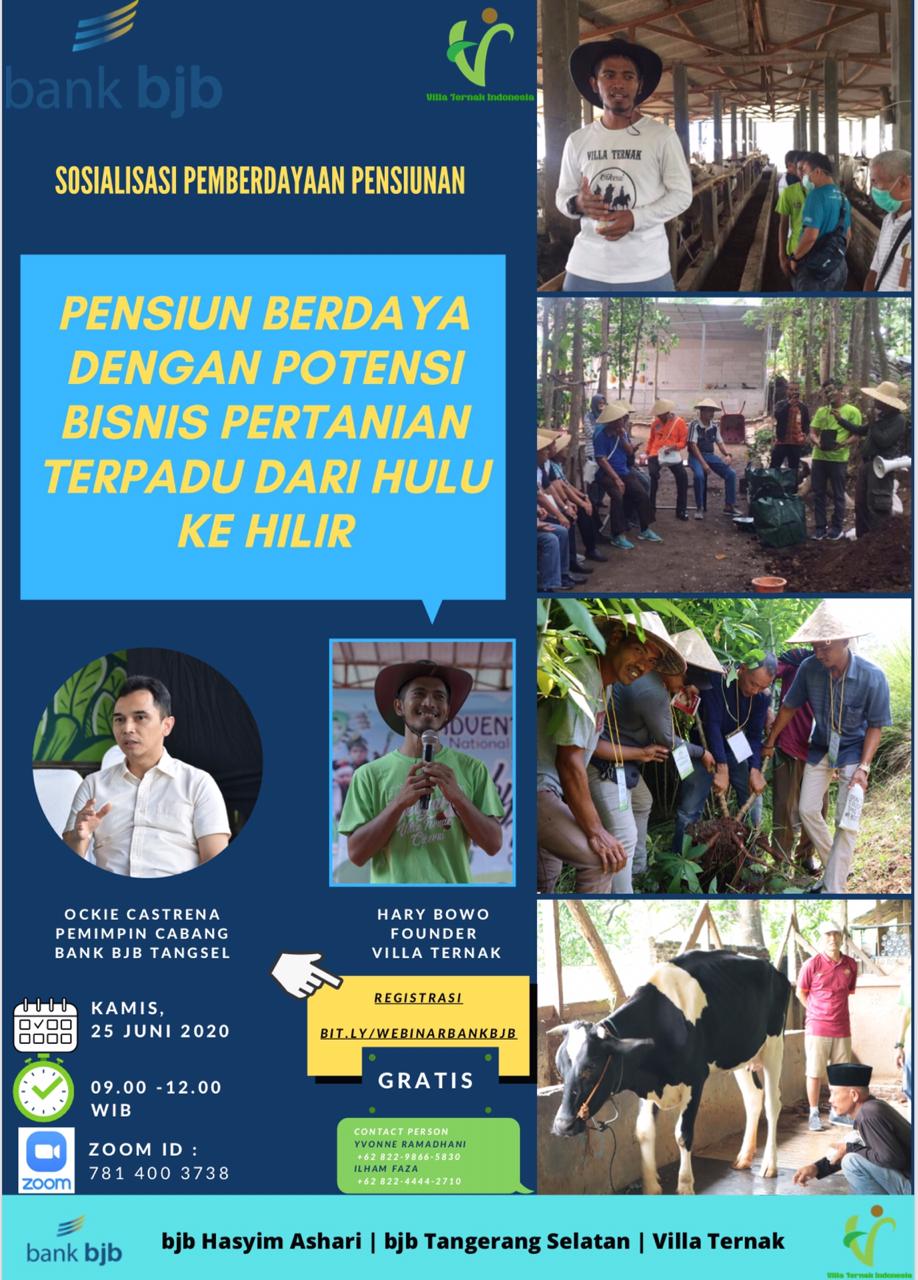 bank bjb
Villa Ternak Indonesia
SOSIALISASI PEMBERDAYAAN PENSIUNAN
PENSIUN BERDAYA
DENGAN POTENSI
BISNIS PERTANIAN
TERPADU DARI HULU
KE HILIR
VILLA TERNAK
OCKIE CASTRENA
PEMIMPIN CABANG
BANK BJB TANGSEL
HARY BOWO
FOUNDER
VILLA TERNAK
KAMIS,
25 JUNI 2020
09.00 -12.00
WIB
zoom
ZOOM ID :
781 400 3738
REGISTRASI
BIT.LY/WEBINARBANKBJB
GRATIS
CONTACT PERSON
YVONNE RAMADHANI
+62 822-9866-5830
ILHAM FAZA
+62 822-4444-2710
bank bjb
bjb Hasyim Ashari | bjb Tangerang Selatan | Villa Ternak
Villa Ternak Indonesia